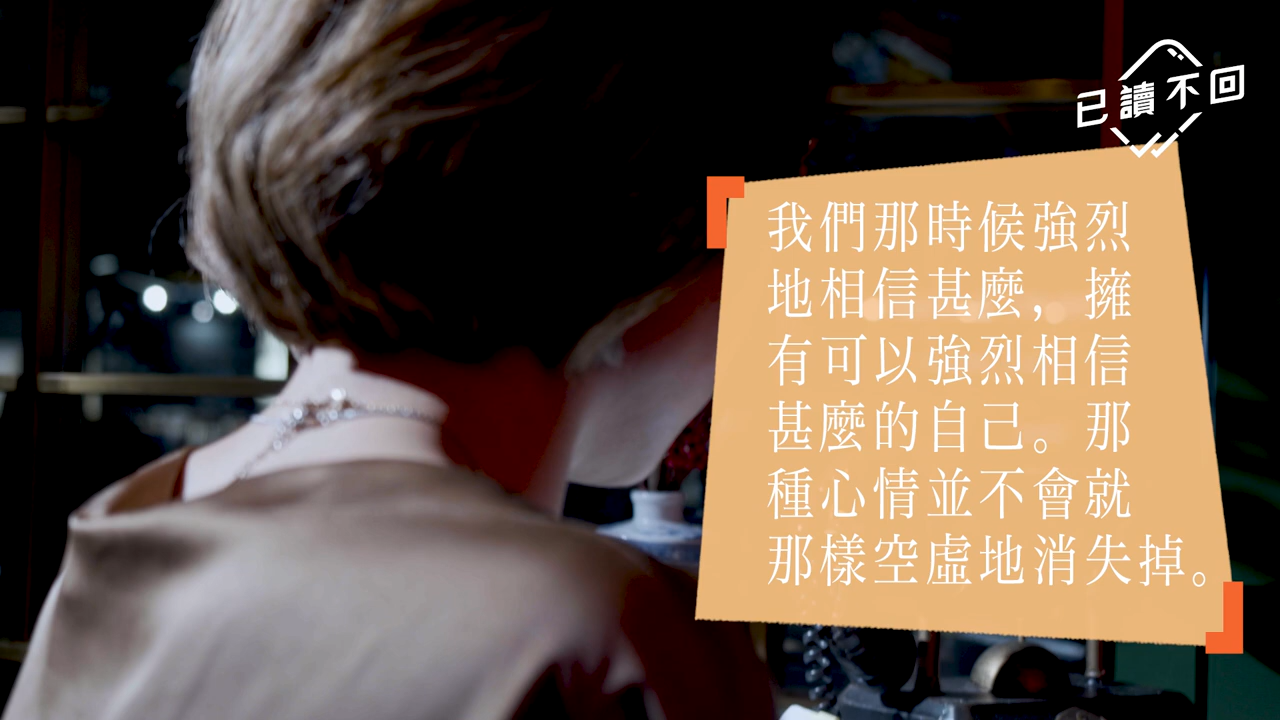 已讀不回
我們那時候強烈
地相信甚麼，擁
有可以強烈相信
甚麼的自己。那
種心情並不會就
那樣空虛地消失掉。